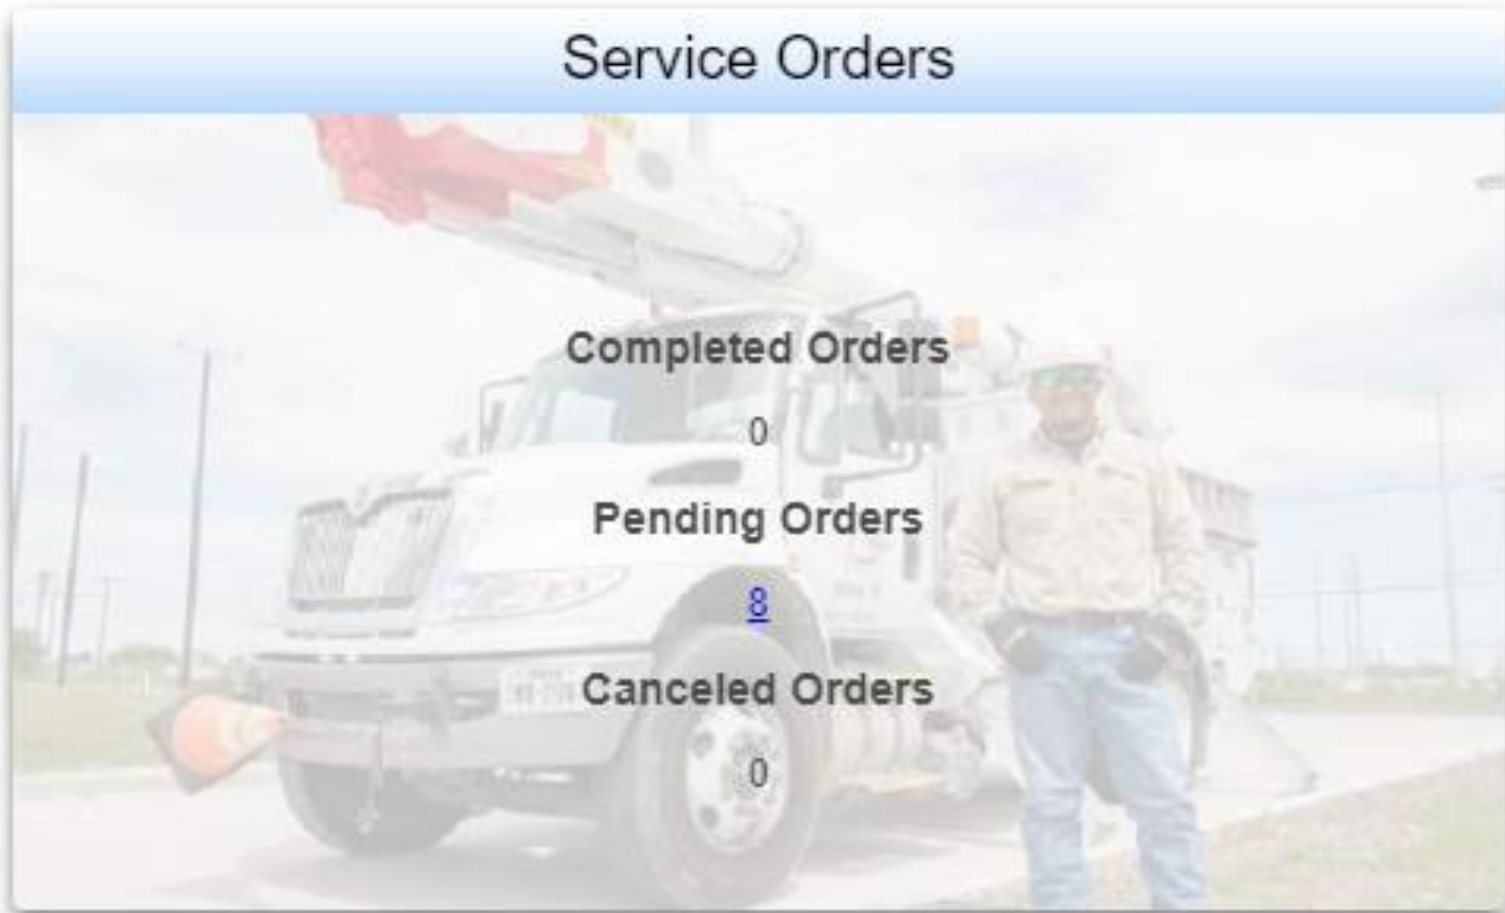 Service Orders
Completed Orders
0
Pending Orders
8
Canceled Orders
0